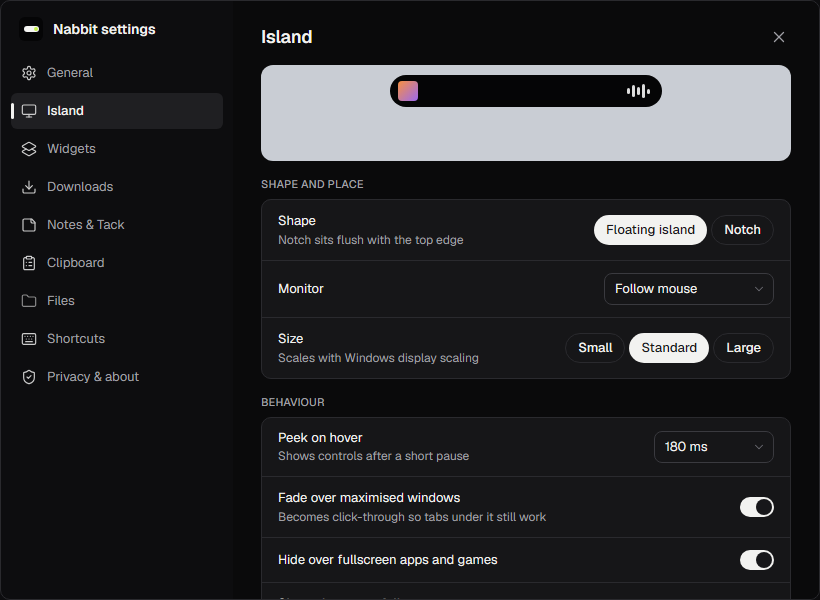 Nabbit settings
General
Island
Widgets
Downloads
Notes & Tack
Clipboard
Files
Shortcuts
Privacy & about
Island
SHAPE AND PLACE
Shape
Notch sits flush with the top edge
Floating island
Notch
Monitor
Follow mouse
Size
Scales with Windows display scaling
Small
Standard
Large
BEHAVIOUR
Peek on hover
Shows controls after a short pause
180 ms
Fade over maximised windows
Becomes click-through so tabs under it still work
Hide over fullscreen apps and games